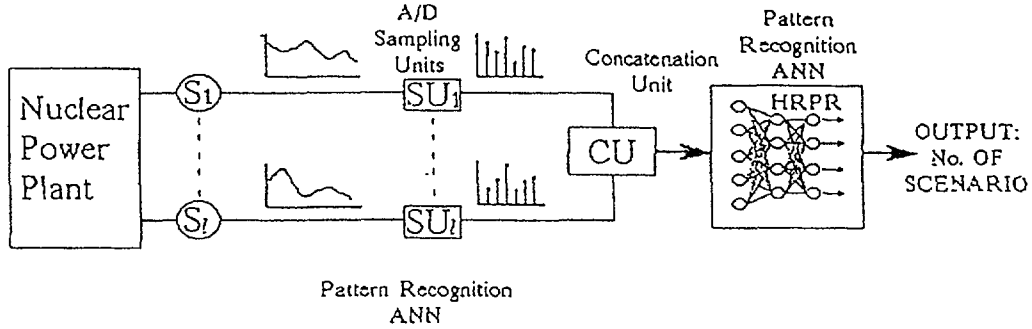 A/D
Sampling
Units
Pattern
Recognition
ANN
Concatenation
Unit
HRPR
Nuclear
Power
Plant
S1
SU1
CU
OUTPUT:
No. OF
SCENARIO
Sl
SUl
Pattern Recognition
ANN